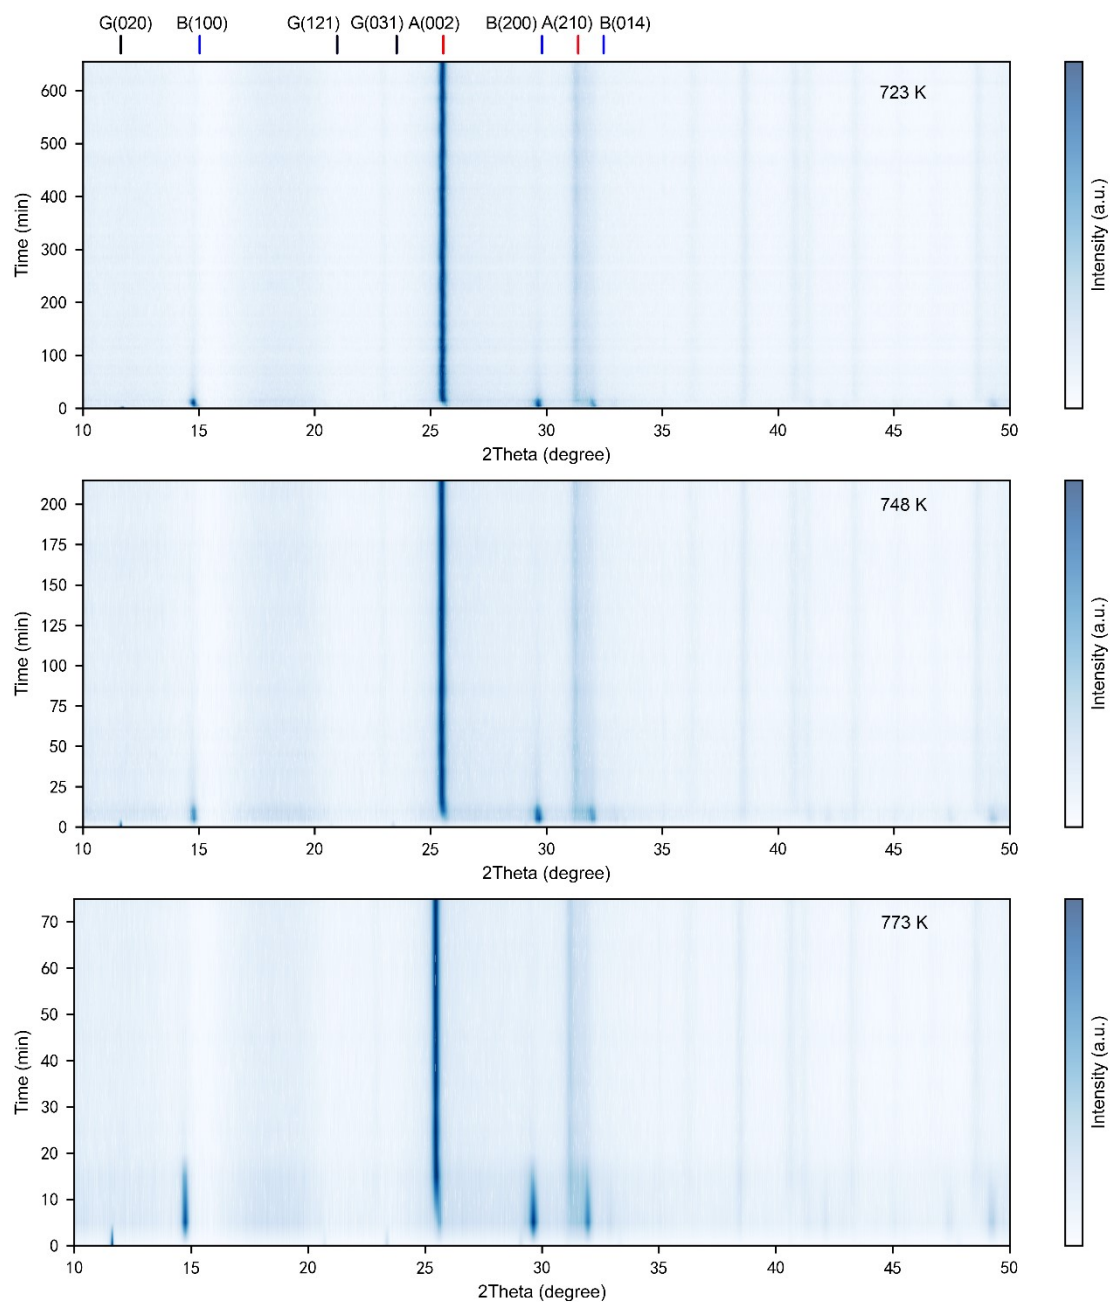 G(020) B(100) G(121) G(031) A(002) B(200) A(210) B(014)
723 K
600
500
400
300
200
100
0
Time (min)
10 15 20 25 30 35 40 45 50
2Theta (degree)
Intensity (a.u.)
748 K
200
175
150
125
100
75
50
25
0
Time (min)
10 15 20 25 30 35 40 45 50
2Theta (degree)
Intensity (a.u.)
773 K
70
60
50
40
30
20
10
0
Time (min)
10 15 20 25 30 35 40 45 50
2Theta (degree)
Intensity (a.u.)